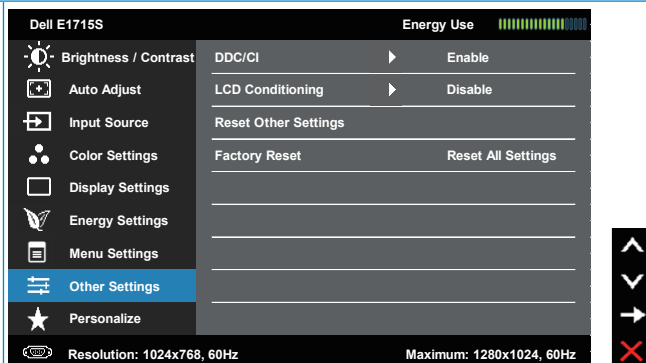 Dell E1715S Energy Use
Brightness / Contrast DDC/CI Enable
Auto Adjust LCD Conditioning Disable
Input Source Reset Other Settings
Color Settings Factory Reset Reset All Settings
Display Settings
Energy Settings
Menu Settings
Other Settings
Personalize
Resolution: 1024x768, 60Hz Maximum: 1280x1024, 60Hz